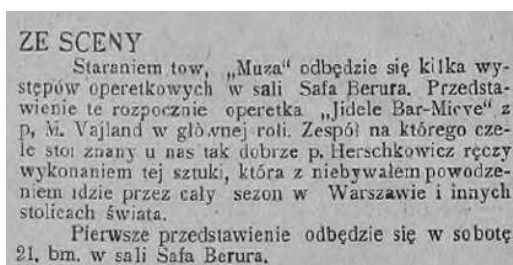 ZE SCENY
Staraniem tow, „Muza“ odbędzie się kilka wy-
stępów operetkowych w sali Safa Berura. Przedsta-
wienie te rozpocznie operetka „Jidele Bar-Micve“ z
p, M. Vajland w głównej roli. Zespół na którego cze-
le stoi znany u nas tak dobrze p. Herschkowicz ręczy
wykonaniem tej sztuki, która z niebywałem powodze-
niem idzie przez cały sezon w Warszawie i innych
stolicach świata.
Pierwsze przedstawienie odbędzie się w sobotę
21, bm. w sali Safa Berura.